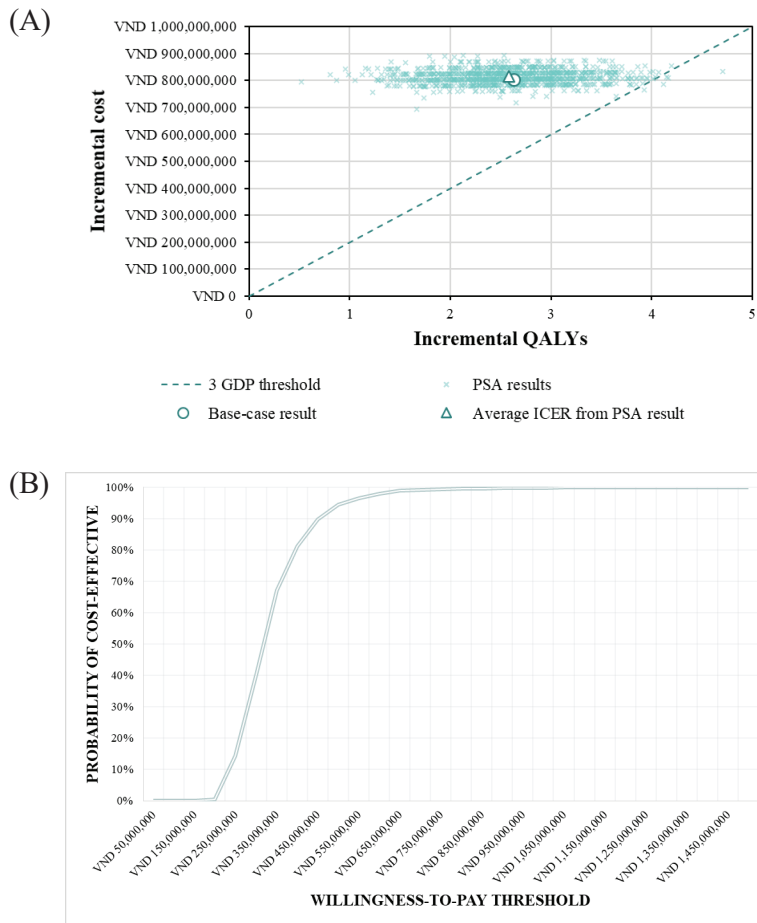 (A)
VND 1,000,000,000
VND 900,000,000
VND 800,000,000
VND 700,000,000
VND 600,000,000
VND 500,000,000
VND 400,000,000
VND 300,000,000
VND 200,000,000
VND 100,000,000
VND 0
Incremental cost
0 1 2 3 4 5
Incremental QALYs
3 GDP threshold
PSA results
Base-case result
Average ICER from PSA result
(B)
100%
90%
80%
70%
60%
50%
40%
30%
20%
10%
0%
PROBABILITY OF COST-EFFECTIVE
VND 50,000,000
VND 150,000,000
VND 250,000,000
VND 350,000,000
VND 450,000,000
VND 550,000,000
VND 650,000,000
VND 750,000,000
VND 850,000,000
VND 950,000,000
VND 1,050,000,000
VND 1,150,000,000
VND 1,250,000,000
VND 1,350,000,000
VND 1,450,000,000
WILLINGNESS-TO-PAY THRESHOLD